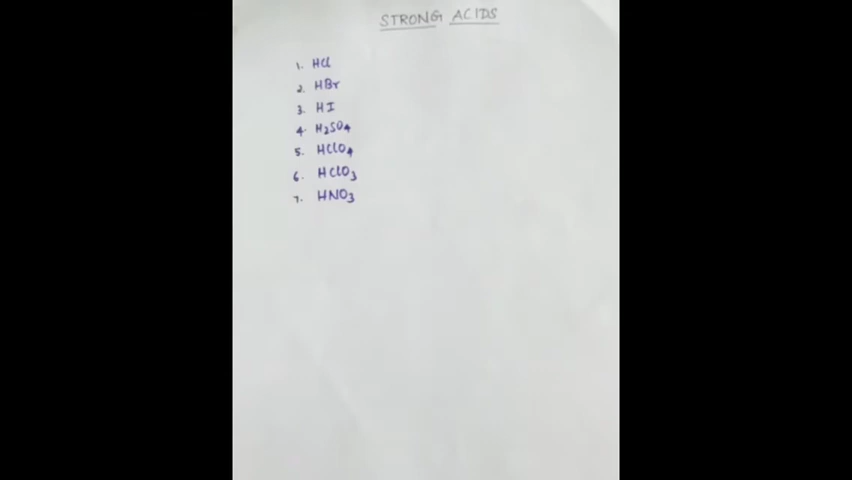 STRONG ACIDS
1. HCl
2. HBr
3. HI
4. H₂SO₄
5. HClO₄
6. HClO₃
7. HNO₃